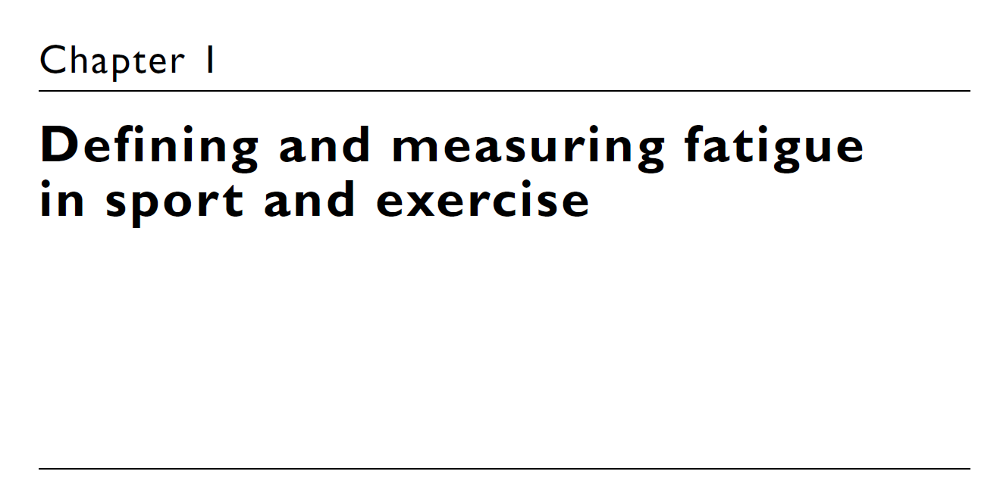 Chapter 1
Defining and measuring fatigue
in sport and exercise